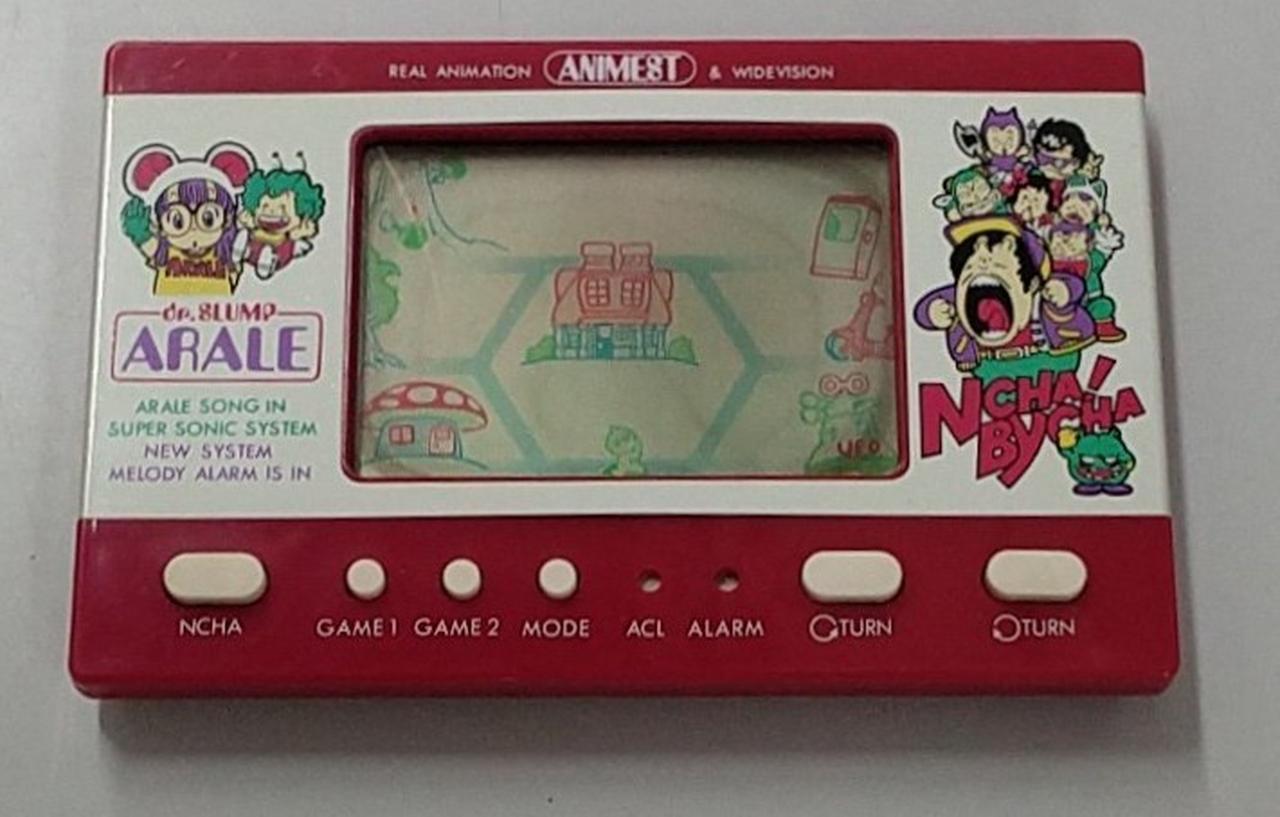 REAL ANIMATION ANIMEST & WIDEVISION
ARALE
dr. SLUMP
ARALE
ARALE SONG IN
SUPER SONIC SYSTEM
NEW SYSTEM
MELODY ALARM IS IN
NCHA!
BYCHA
UFO
NCHA
GAME 1
GAME 2
MODE
ACL
ALARM
TURN
TURN